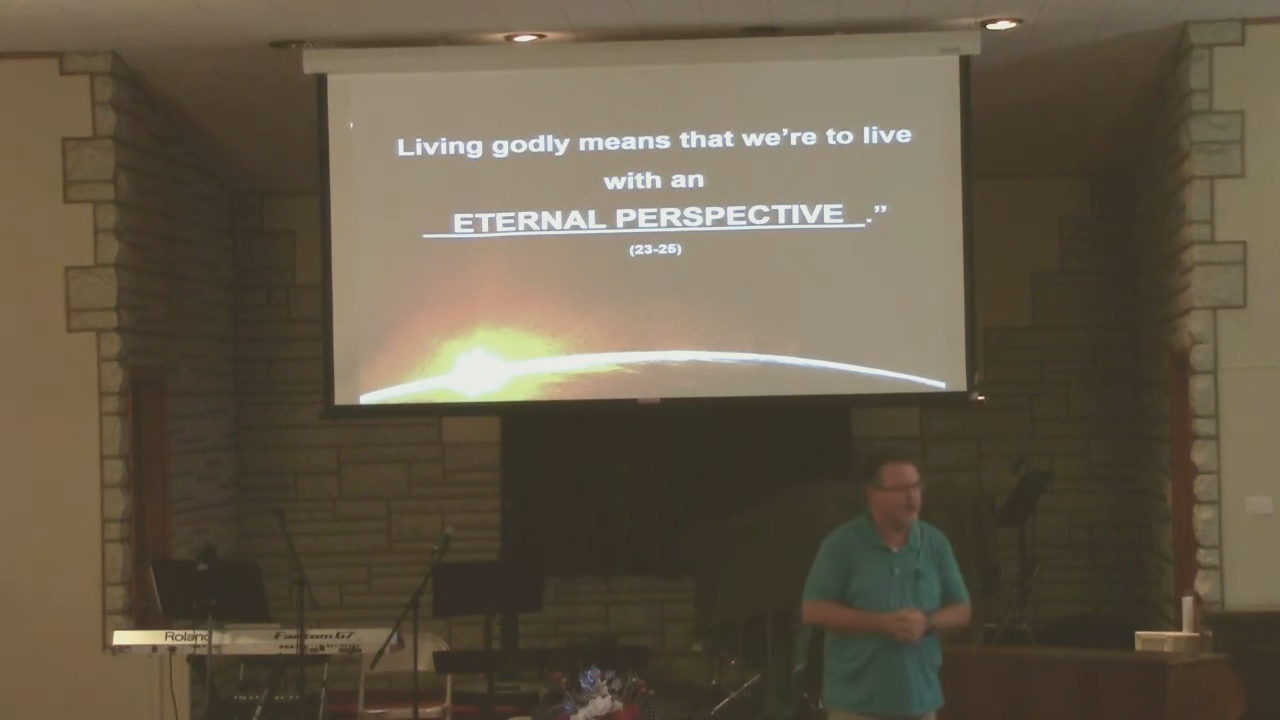 Living godly means that we're to live
with an
ETERNAL PERSPECTIVE ."
(23-25)
Roland Fantom G7